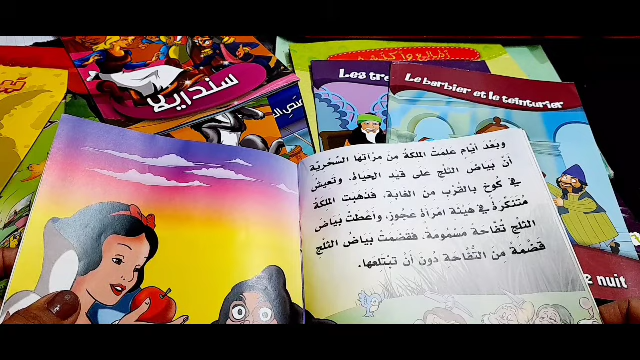 سندريلا
Les tre
Le barbier et le teinturier
وبعد أيام علمت الملكة من مرآتها السحرية
أن بياض الثلج على قيد الحياة، وتعيش
في كوخ بالقرب من الغابة. فذهبت الملكة
متنكرة في هيئة امرأة عجوز، وأعطت بياض
الثلج تفاحة مسمومة. فقضمت بياض الثلج
قضمة من التفاحة دون أن تبتلعها.
nuit